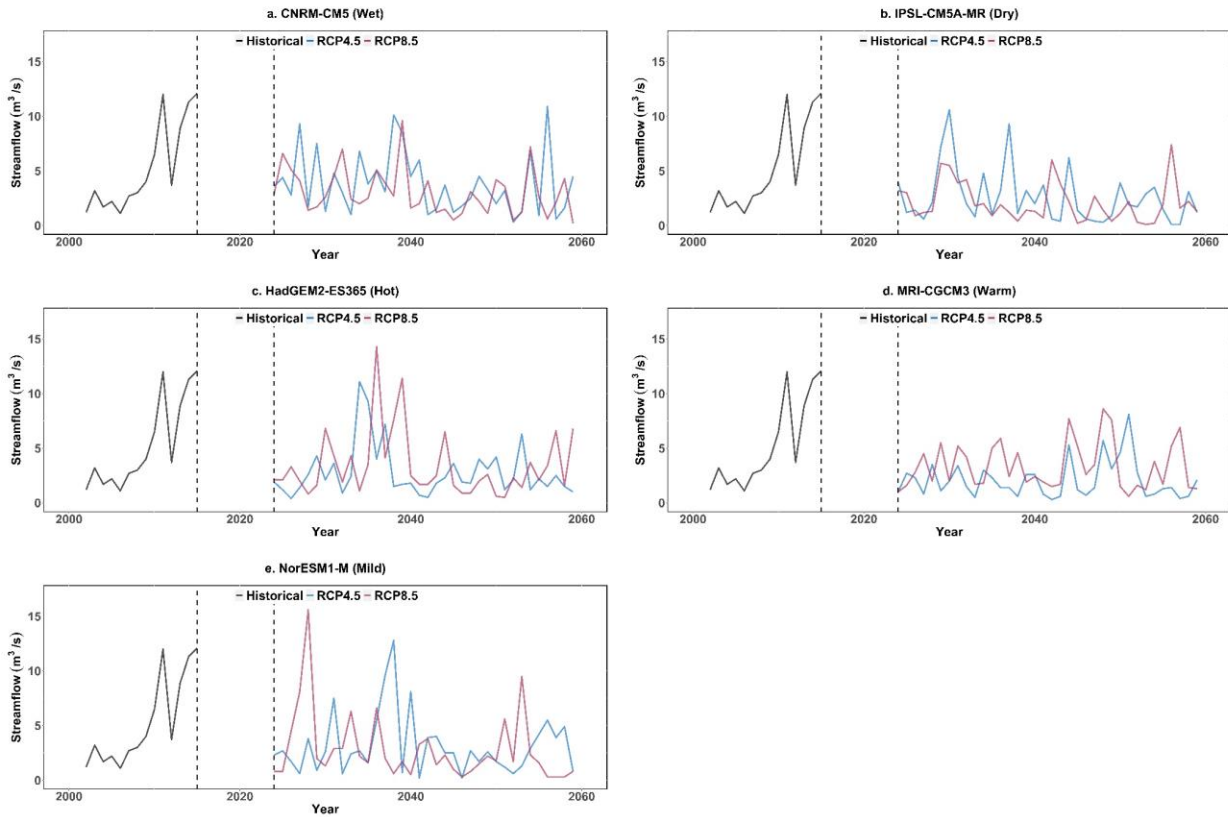 a. CNRM-CM5 (Wet)
Historical RCP4.5 RCP8.5
Streamflow (m³/s)
15
10
5
0
2000 2020 2040 2060
Year
b. IPSL-CM5A-MR (Dry)
Historical RCP4.5 RCP8.5
Streamflow (m³/s)
15
10
5
0
2000 2020 2040 2060
Year
c. HadGEM2-ES365 (Hot)
Historical RCP4.5 RCP8.5
Streamflow (m³/s)
15
10
5
0
2000 2020 2040 2060
Year
d. MRI-CGCM3 (Warm)
Historical RCP4.5 RCP8.5
Streamflow (m³/s)
15
10
5
0
2000 2020 2040 2060
Year
e. NorESM1-M (Mild)
Historical RCP4.5 RCP8.5
Streamflow (m³/s)
15
10
5
0
2000 2020 2040 2060
Year